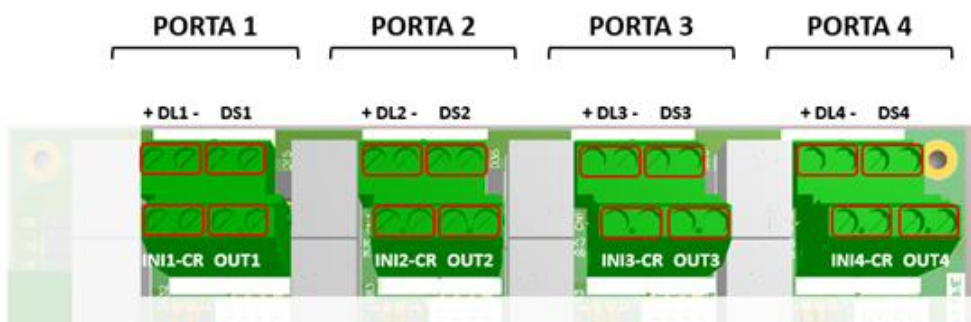 PORTA 1 PORTA 2 PORTA 3 PORTA 4
+ DL1 - DS1 + DL2 - DS2 + DL3 - DS3 + DL4 - DS4
INI1-CR OUT1 INI2-CR OUT2 INI3-CR OUT3 INI4-CR OUT4